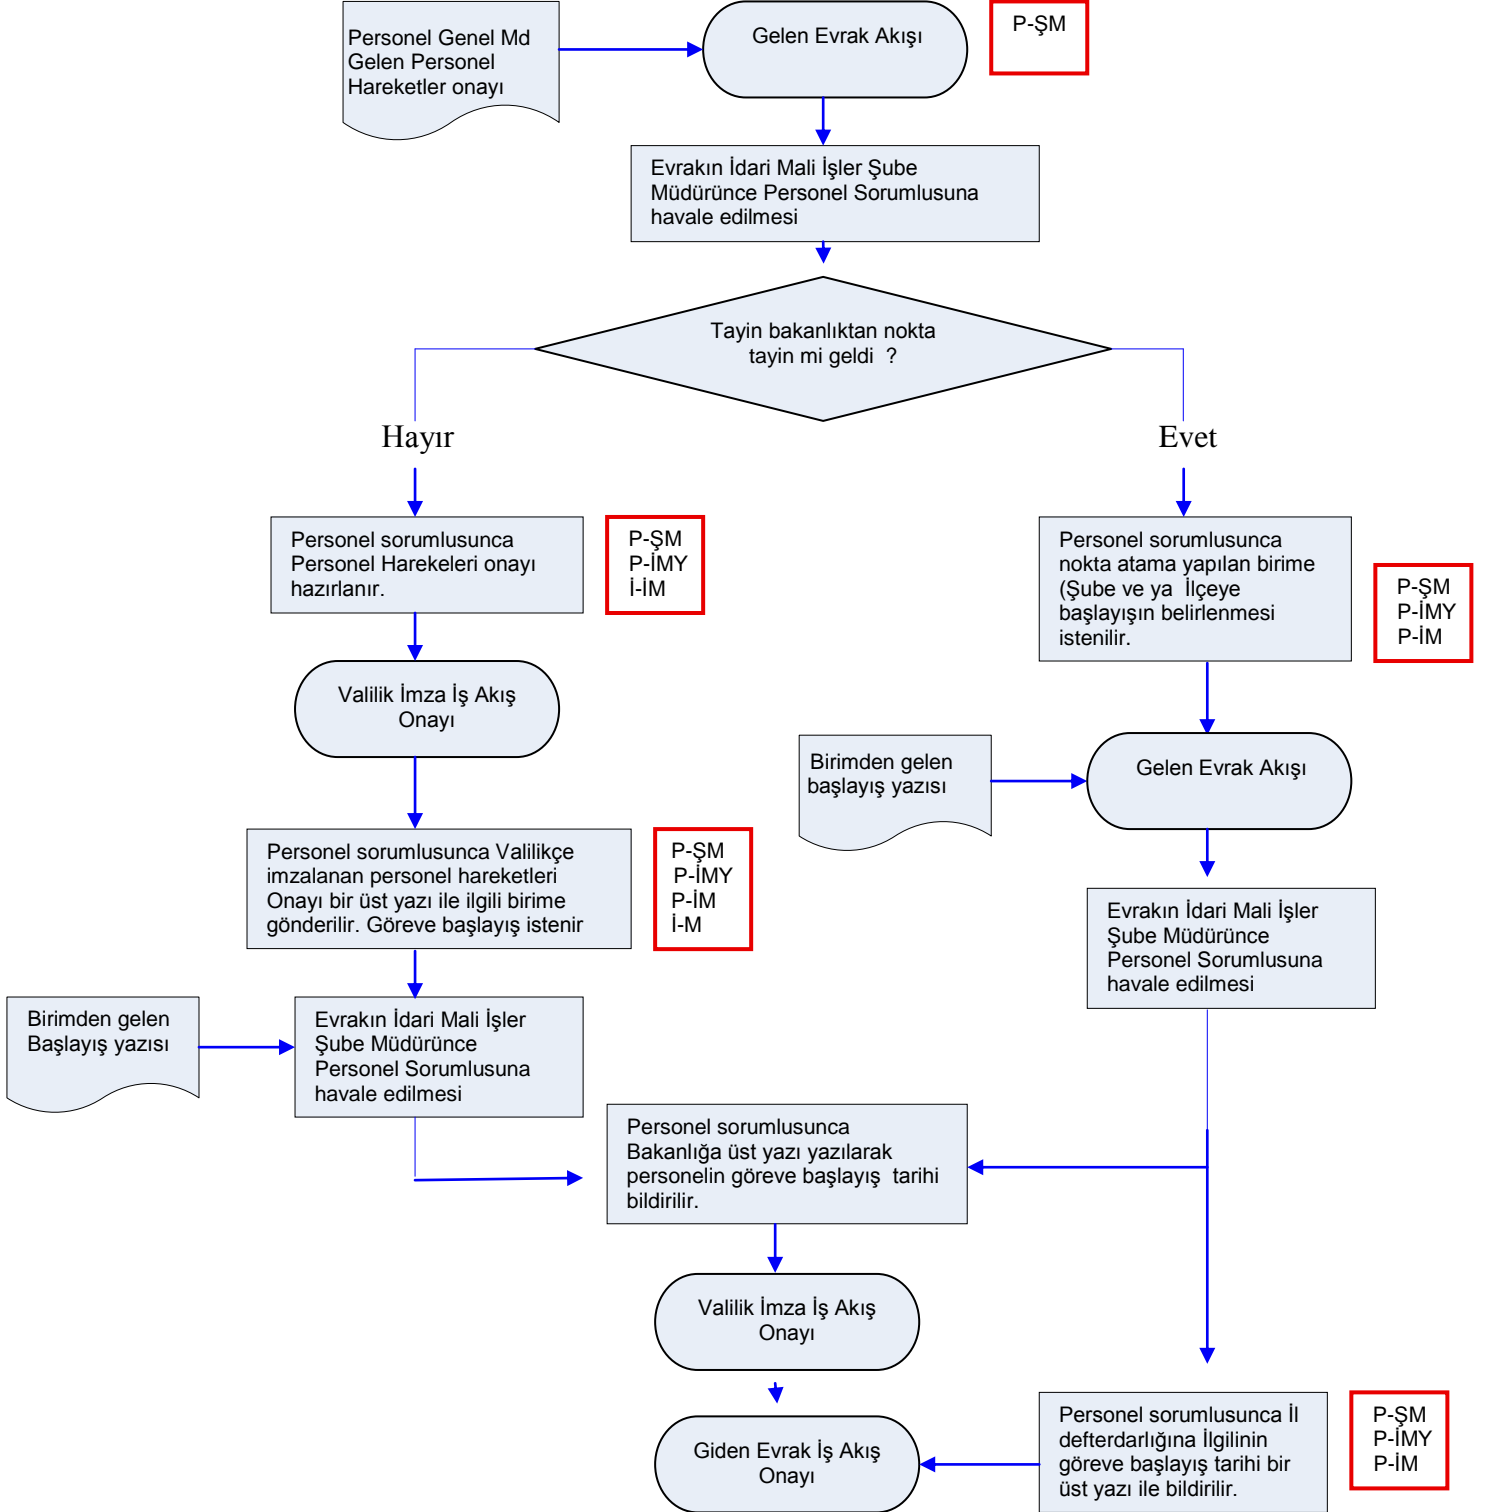 Personel Genel Md
Gelen Personel
Hareketler onayı
Gelen Evrak Akışı
P-ŞM
Evrakın İdari Mali İşler Şube
Müdürünce Personel Sorumlusuna
havale edilmesi
Tayin bakanlıktan nokta
tayin mi geldi ?
Hayır
Evet
Personel sorumlusunca
Personel Harekeleri onayı
hazırlanır.
P-ŞM
P-İMY
İ-İM
Personel sorumlusunca
nokta atama yapılan birime
(Şube ve ya İlçeye
başlayışın belirlenmesi
istenilir.
P-ŞM
P-İMY
P-İM
Valilik İmza İş Akış
Onayı
Birimden gelen
başlayış yazısı
Gelen Evrak Akışı
Personel sorumlusunca Valilikçe
imzalanan personel hareketleri
Onayı bir üst yazı ile ilgili birime
gönderilir. Göreve başlayış istenir
P-ŞM
P-İMY
P-İM
İ-M
Evrakın İdari Mali İşler
Şube Müdürünce
Personel Sorumlusuna
havale edilmesi
Birimden gelen
Başlayış yazısı
Evrakın İdari Mali İşler
Şube Müdürünce
Personel Sorumlusuna
havale edilmesi
Personel sorumlusunca
Bakanlığa üst yazı yazılarak
personelin göreve başlayış tarihi
bildirilir.
Valilik İmza İş Akış
Onayı
Giden Evrak İş Akış
Onayı
Personel sorumlusunca İl
defterdarlığına İlgilinin
göreve başlayış tarihi bir
üst yazı ile bildirilir.
P-ŞM
P-İMY
P-İM